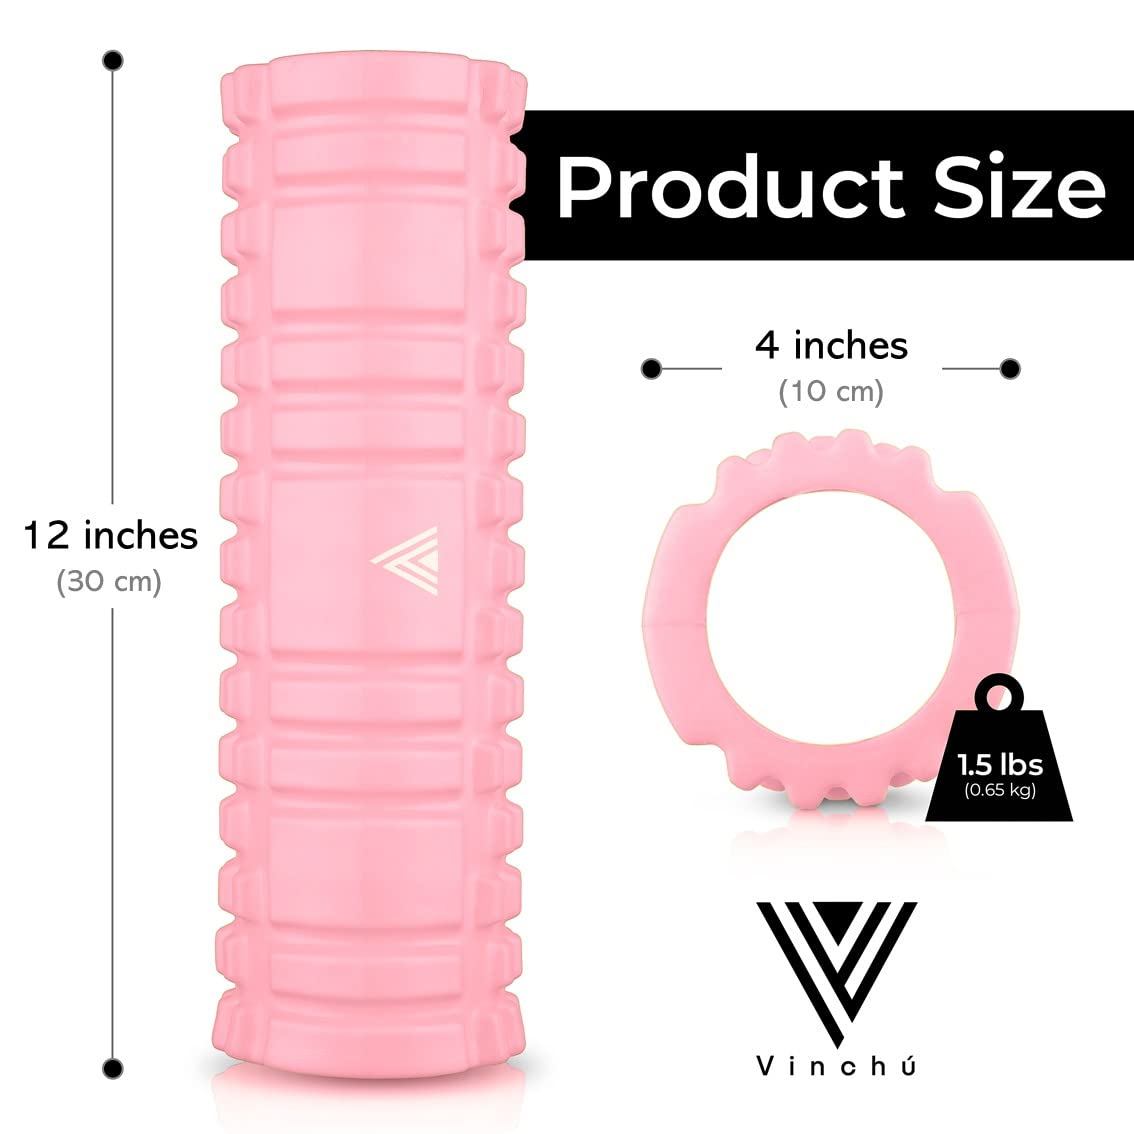 Product Size
4 inches
(10 cm)
12 inches
(30 cm)
1.5 lbs
(0.65 kg)
Vinchú